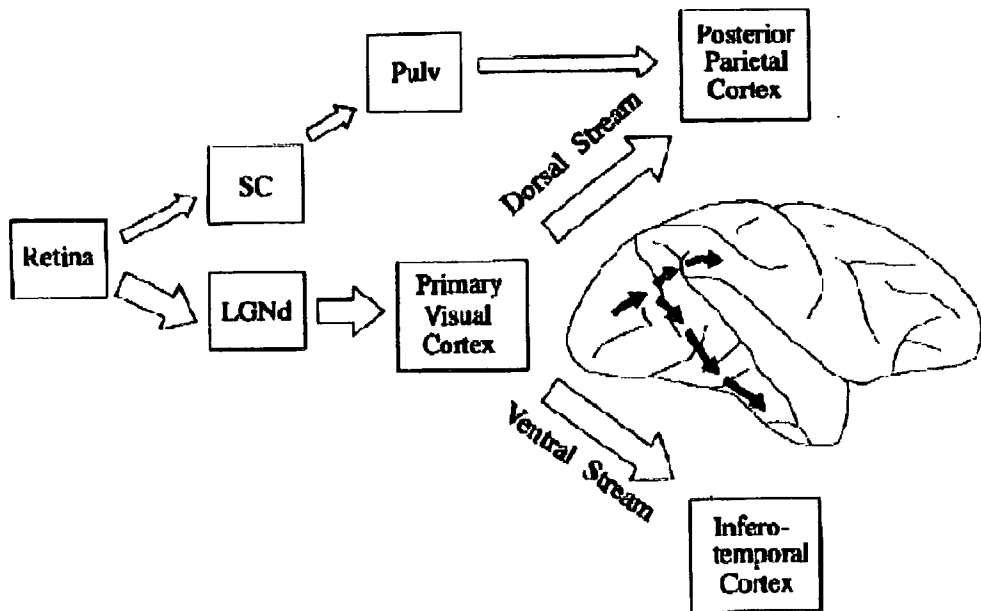 Posterior
Parietal
Cortex
Pulv
Dorsal Stream
SC
Retina
LGNd
Primary
Visual
Cortex
Ventral Stream
Infero-
temporal
Cortex